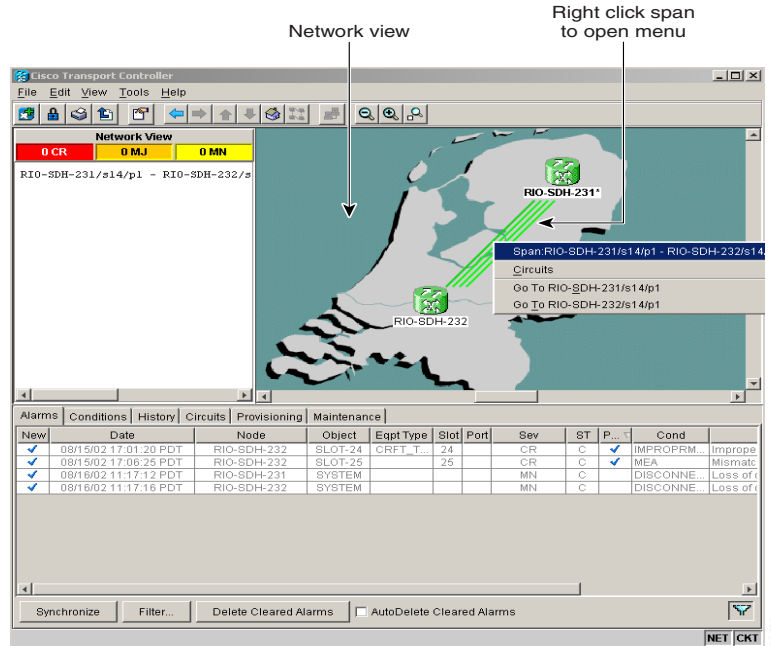 Network view
Right click span
to open menu
Cisco Transport Controller
File Edit View Tools Help
Network View
0 CR 0 MJ 0 MN
RIO-SDH-231/s14/p1 - RIO-SDH-232/s
RIO-SDH-231*
Span:RIO-SDH-231/s14/p1 - RIO-SDH-232/s14/
Circuits
Go To RIO-SDH-231/s14/p1
Go To RIO-SDH-232/s14/p1
RIO-SDH-232
Alarms Conditions History Circuits Provisioning Maintenance
New Date Node Object Eqpt Type Slot Port Sev ST P... Cond
08/15/02 17:01:20 PDT RIO-SDH-232 SLOT-24 CRFT_T... 24 CR C IMPROPRM... Imprope
08/15/02 17:06:25 PDT RIO-SDH-232 SLOT-25 25 CR C MEA Mismatc
08/16/02 11:17:12 PDT RIO-SDH-231 SYSTEM MN C DISCONNE... Loss of
08/16/02 11:17:16 PDT RIO-SDH-232 SYSTEM MN C DISCONNE... Loss of
Synchronize Filter... Delete Cleared Alarms AutoDelete Cleared Alarms
NET CKT